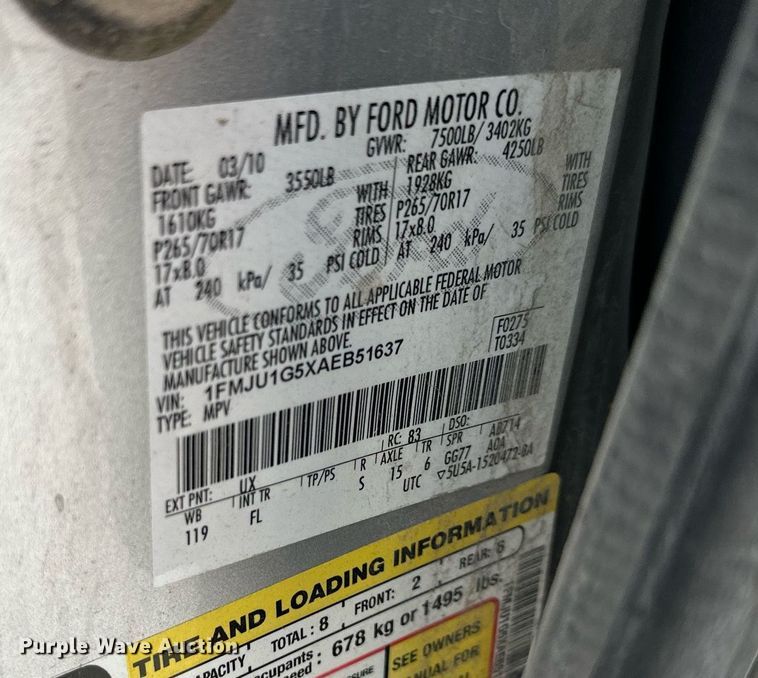 MFD. BY FORD MOTOR CO.
DATE: 03/10 GVWR: 7500LB/ 3402KG
FRONT GAWR: 3550LB REAR GAWR: 4250LB
1610KG WITH 1928KG WITH
P265/70R17 TIRES P265/70R17 TIRES
17x8.0 RIMS 17x8.0 RIMS
AT 240 kPa/ 35 PSI COLD AT 240 kPa/ 35 PSI COLD
THIS VEHICLE CONFORMS TO ALL APPLICABLE FEDERAL MOTOR
VEHICLE SAFETY STANDARDS IN EFFECT ON THE DATE OF
MANUFACTURE SHOWN ABOVE.
VIN: 1FMJU1G5XAEB51637 F0275
TYPE: MPV T0334
EXT PNT: UX RC: 83 DSO: AB714
WB INT TR TP/PS R AXLE TR SPR A0A
119 FL S 15 6 GG77
UTC ▽5U5A-1520472-BA
TIRE AND LOADING INFORMATION
CAPACITY TOTAL: 8 FRONT: 2 REAR: 6
678 kg or 1495 lbs.
SEE OWNERS
MANUAL FOR
Purple Wave Auction